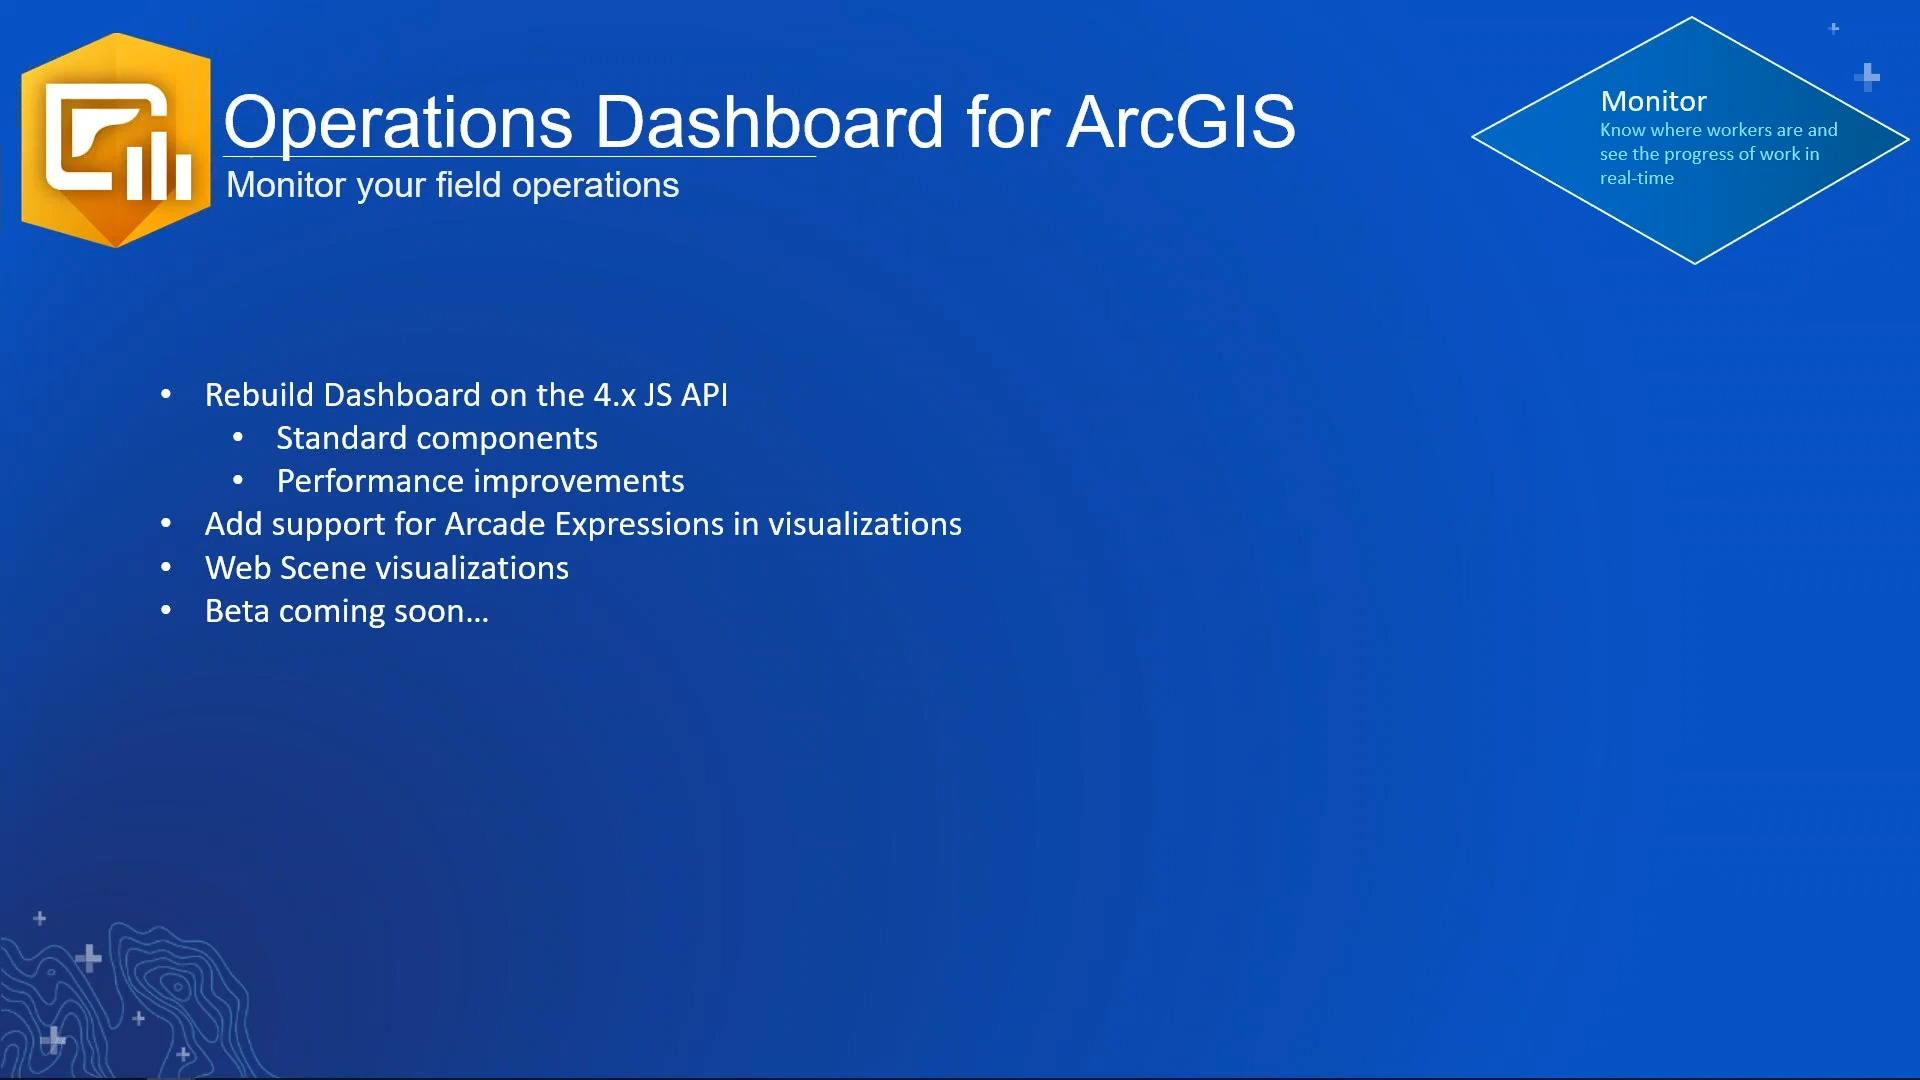 Operations Dashboard for ArcGIS
Monitor your field operations
Monitor
Know where workers are and
see the progress of work in
real-time
• Rebuild Dashboard on the 4.x JS API
• Standard components
• Performance improvements
• Add support for Arcade Expressions in visualizations
• Web Scene visualizations
• Beta coming soon...